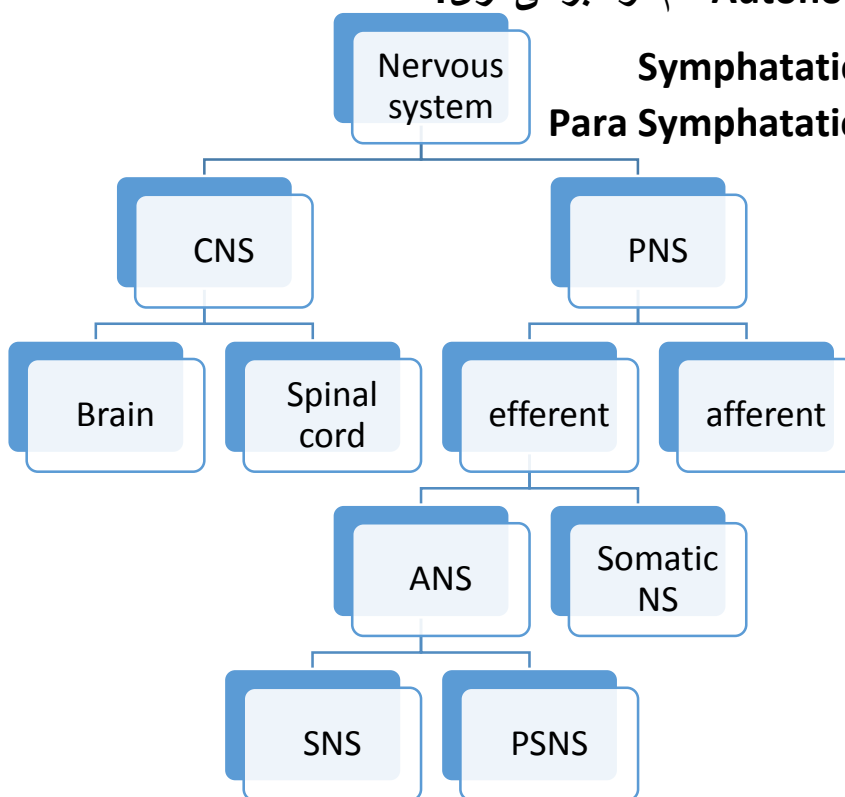 Nervous
system
Symphatatic
Para Symphatatic
CNS
PNS
Brain
Spinal
cord
efferent
afferent
ANS
Somatic
NS
SNS
PSNS